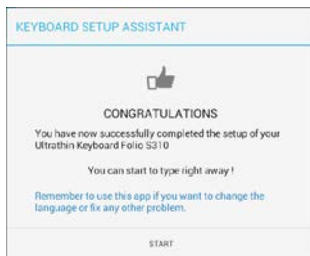 KEYBOARD SETUP ASSISTANT
CONGRATULATIONS
You have now successfully completed the setup of your
Ultrathin Keyboard Folio S310
You can start to type right away !
Remember to use this app if you want to change the
language or fix any other problem.
START